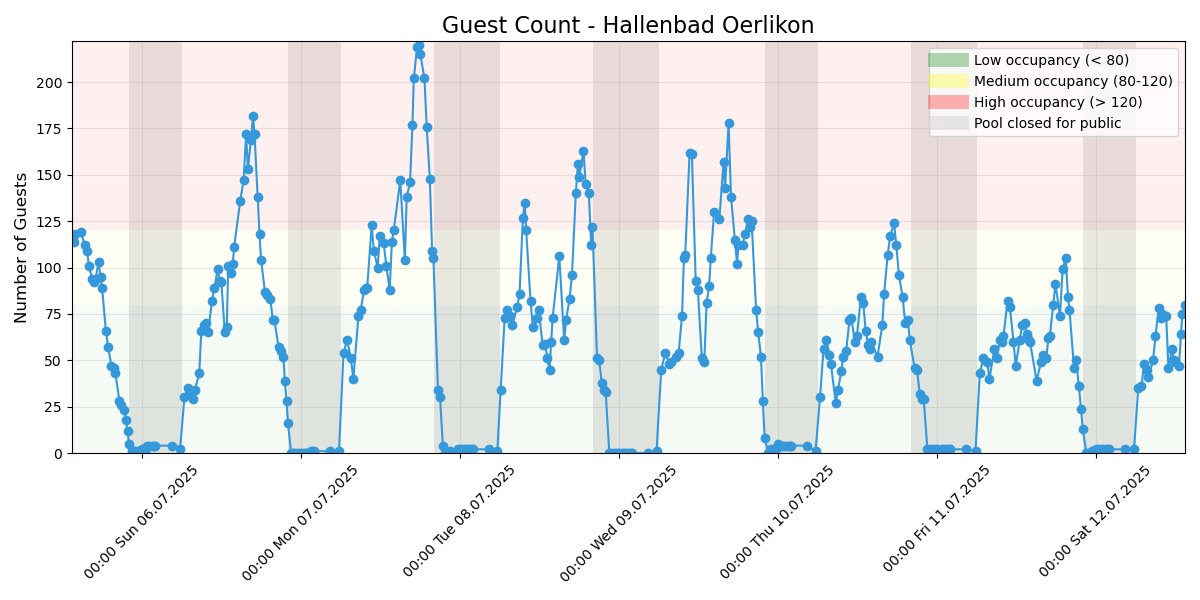 Guest Count - Hallenbad Oerlikon
Number of Guests
200
175
150
125
100
75
50
25
0
Low occupancy (< 80)
Medium occupancy (80-120)
High occupancy (> 120)
Pool closed for public
00:00 Sun 06.07.2025
00:00 Mon 07.07.2025
00:00 Tue 08.07.2025
00:00 Wed 09.07.2025
00:00 Thu 10.07.2025
00:00 Fri 11.07.2025
00:00 Sat 12.07.2025